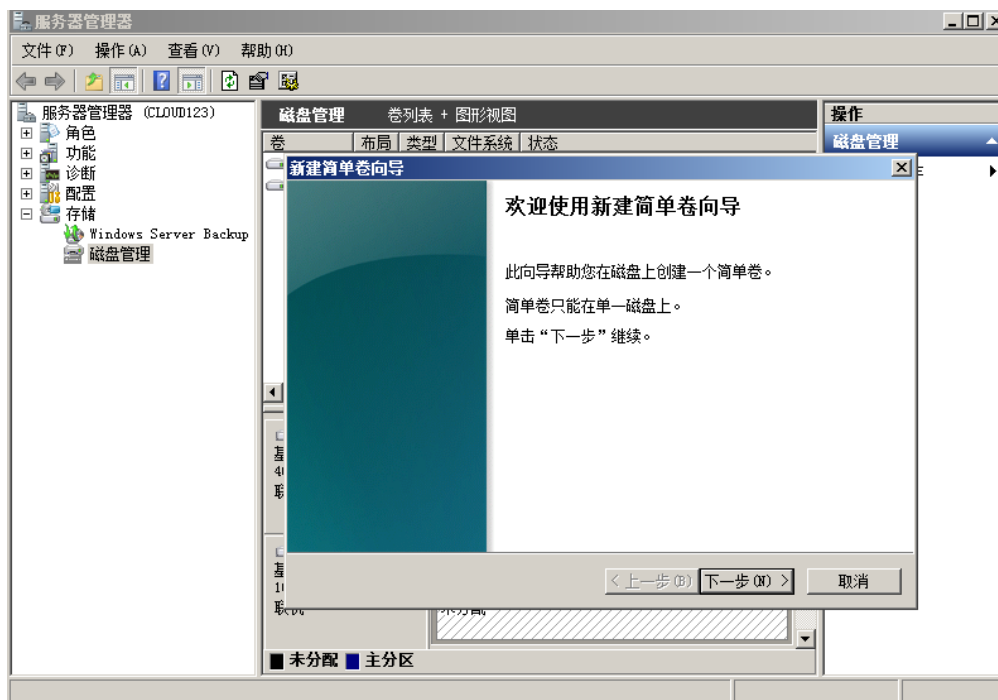 服务器管理器
文件(F) 操作(A) 查看(V) 帮助(H)
服务器管理器 (CLOUD123)
角色
功能
诊断
配置
存储
Windows Server Backup
磁盘管理
磁盘管理 卷列表 + 图形视图
卷 布局 类型 文件系统 状态
新建简单卷向导
欢迎使用新建简单卷向导
此向导帮助您在磁盘上创建一个简单卷。
简单卷只能在单一磁盘上。
单击“下一步”继续。
< 上一步(B) 下一步(N) > 取消
未分配 主分区
操作
磁盘管理